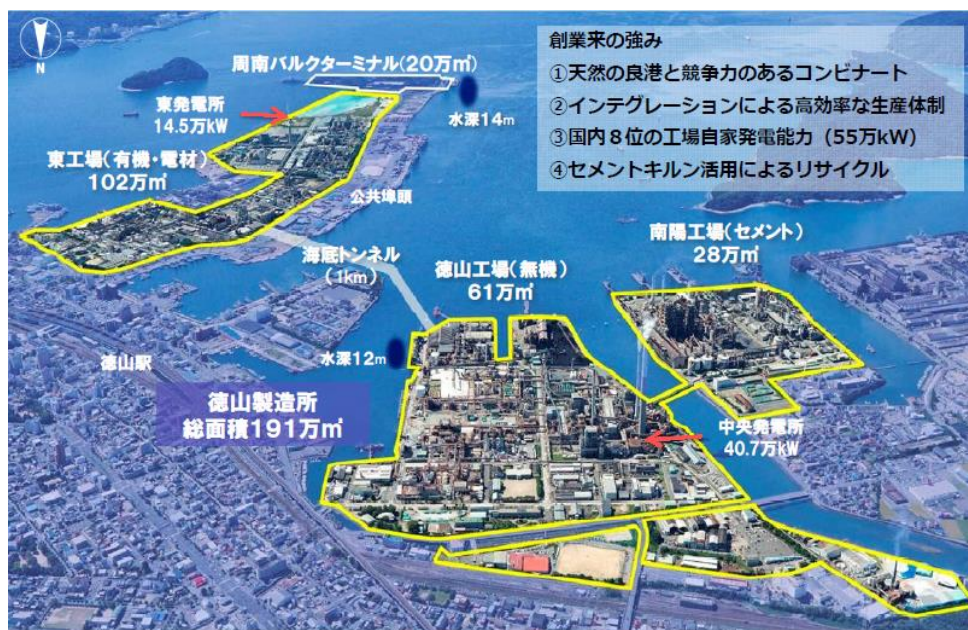 N
創業来の強み
①天然の良港と競争力のあるコンビナート
②インテグレーションによる高効率な生産体制
③国内8位の工場自家発電能力（55万kW）
④セメントキルン活用によるリサイクル
周南バルクターミナル(20万㎡)
東発電所
14.5万kW
水深14m
東工場(有機・電材)
102万㎡
公共埠頭
南陽工場(セメント)
28万㎡
海底トンネル
(1km)
徳山工場(無機)
61万㎡
徳山駅
水深12m
徳山製造所
総面積191万㎡
中央発電所
40.7万kW